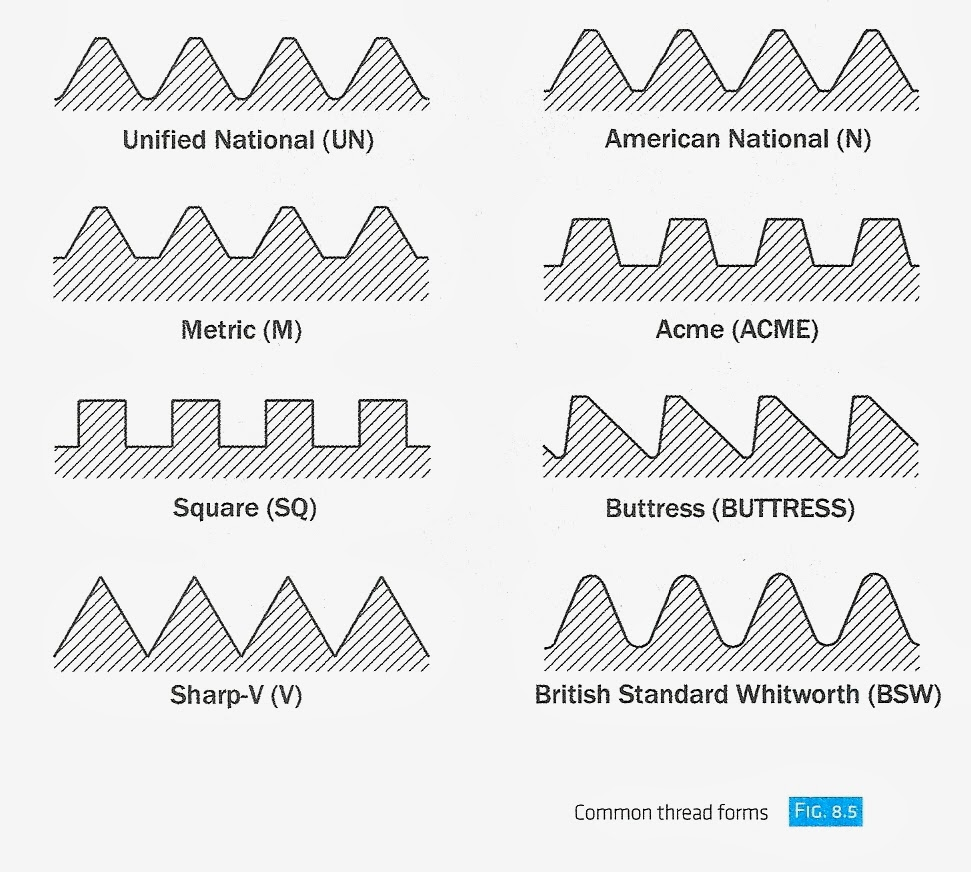 Unified National (UN)
American National (N)
Metric (M)
Acme (ACME)
Square (SQ)
Buttress (BUTTRESS)
Sharp-V (V)
British Standard Whitworth (BSW)
Common thread forms FIG. 8.5